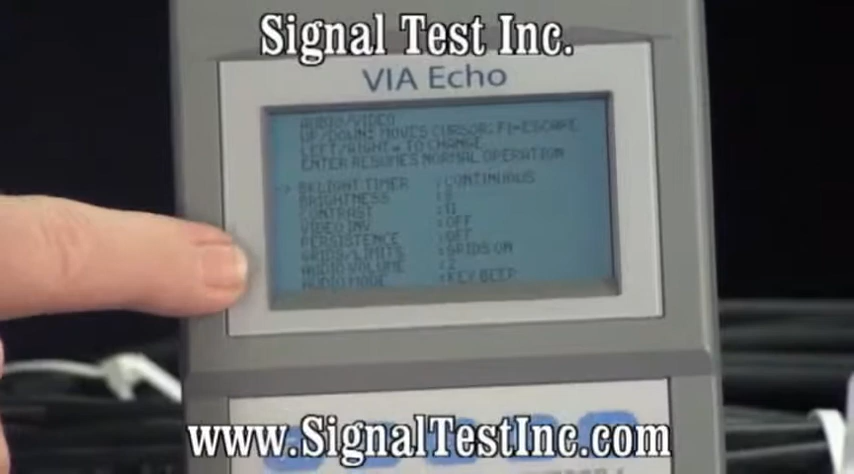 Signal Test Inc.
VIA Echo
AUDIO/VIDEO
UP/DOWN: MOVES CURSOR; F1=ESCAPE
LEFT/RIGHT = TO CHANGE
ENTER RESUMES NORMAL OPERATION
-> BKLIGHT TIMER : CONTINUAUS
BRIGHTNESS
CONTRAST : 11
VIDEO INV : OFF
PERSISTENCE : OFF
GRIDS/LIMITS : GRIDS ON
AUDIO VOLUME : 2
AUDIO MODE : KEY BEEP
www.SignalTestInc.com